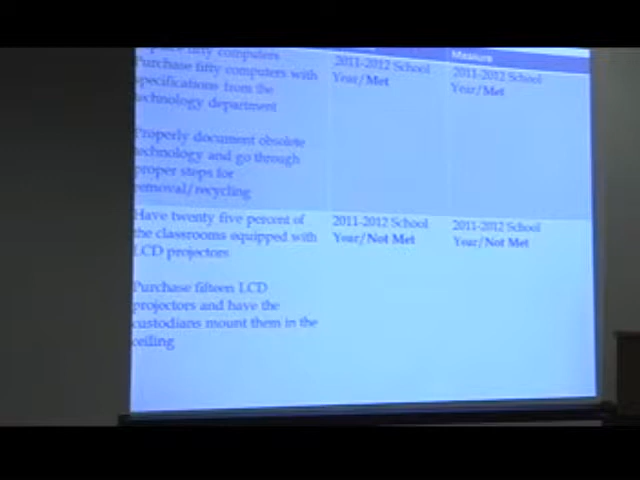 Measure
fifty computers
Purchase fifty computers with
specifications from the
technology department
2011-2012 School
Year/Met
2011-2012 School
Year/Met
Properly document obsolete
technology and go through
proper steps for
removal/recycling
Have twenty five percent of
the classrooms equipped with
LCD projectors
2011-2012 School
Year/Not Met
2011-2012 School
Year/Not Met
Purchase fifteen LCD
projectors and have the
custodians mount them in the
ceiling